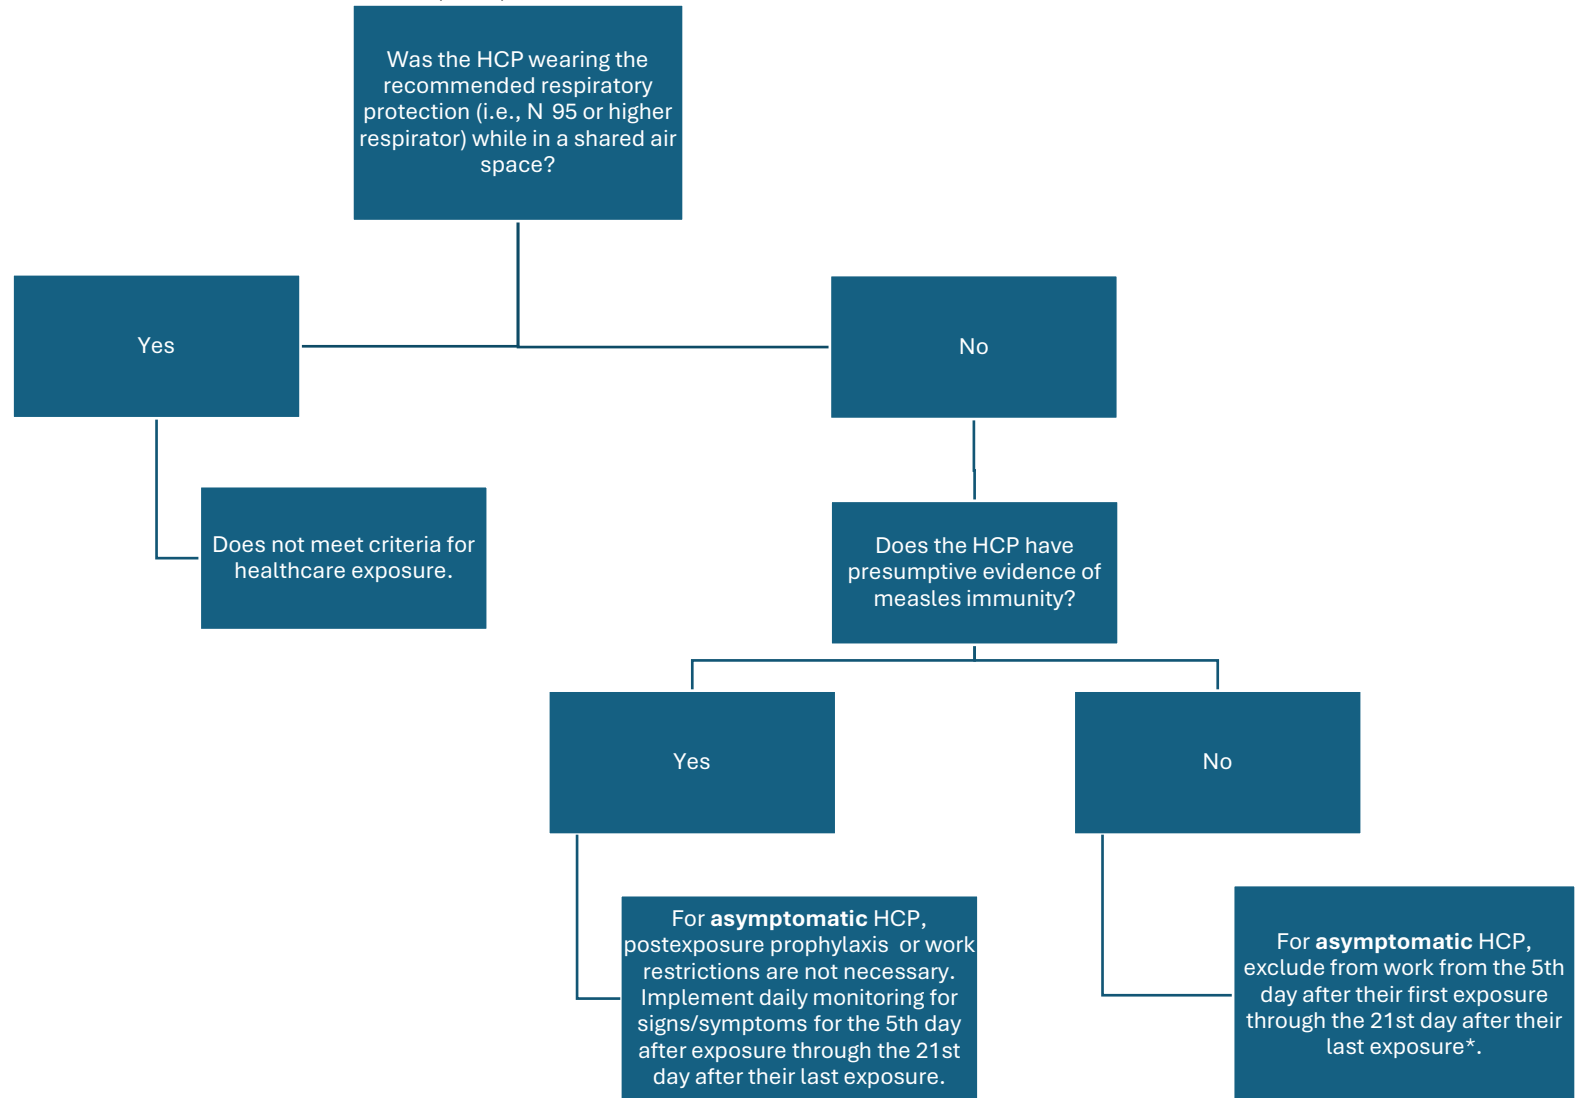 Was the HCP wearing the
recommended respiratory
protection (i.e., N 95 or higher
respirator) while in a shared air
space?
Yes
No
Does not meet criteria for
healthcare exposure.
Does the HCP have
presumptive evidence of
measles immunity?
Yes
No
For asymptomatic HCP,
postexposure prophylaxis or work
restrictions are not necessary.
Implement daily monitoring for
signs/symptoms for the 5th day
after exposure through the 21st
day after their last exposure.
For asymptomatic HCP,
exclude from work from the 5th
day after their first exposure
through the 21st day after their
last exposure*.